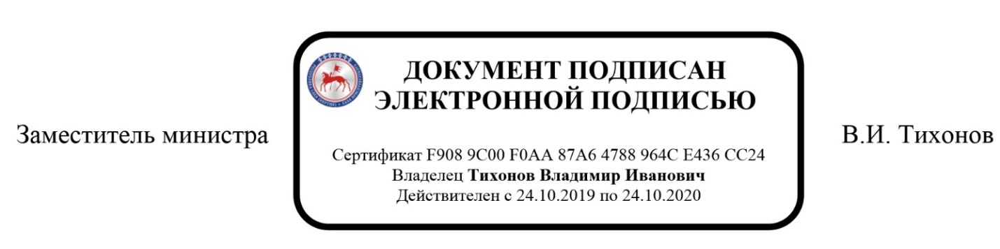 ДОКУМЕНТ ПОДПИСАН
ЭЛЕКТРОННОЙ ПОДПИСЬЮ
Заместитель министра
В.И. Тихонов
Сертификат F908 9C00 F0AA 87A6 4788 964C E436 CC24
Владелец Тихонов Владимир Иванович
Действителен с 24.10.2019 по 24.10.2020